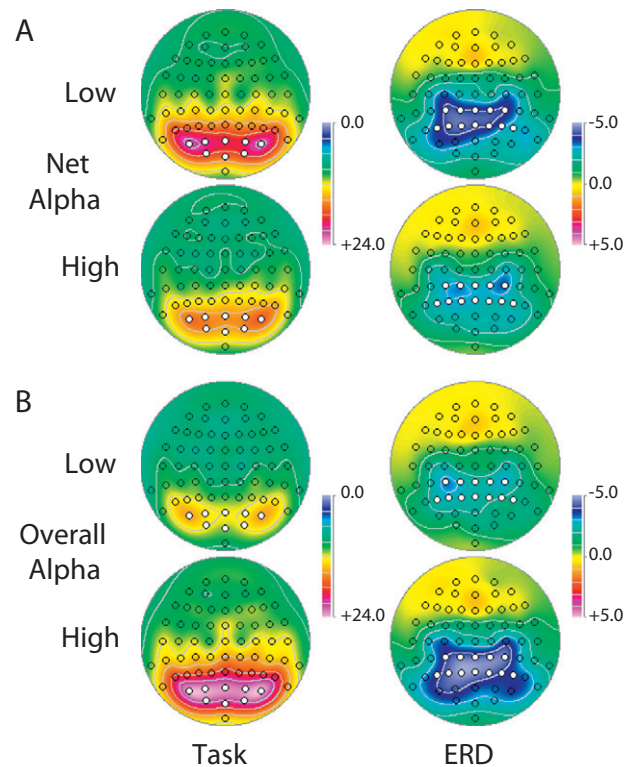 A
Low
Net
Alpha
High
0.0
+24.0
-5.0
0.0
+5.0
B
Low
Overall
Alpha
High
0.0
+24.0
-5.0
0.0
+5.0
Task
ERD